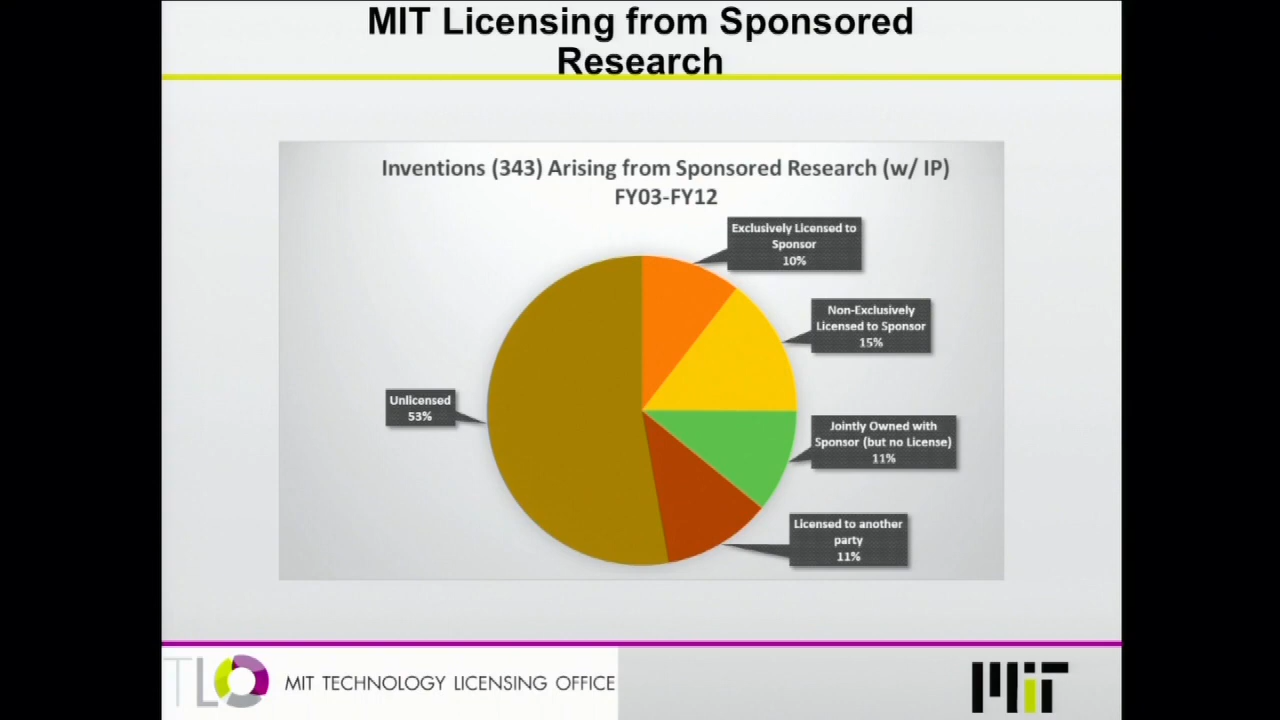 MIT Licensing from Sponsored
Research
Inventions (343) Arising from Sponsored Research (w/ IP)
FY03-FY12
Exclusively Licensed to
Sponsor
10%
Non-Exclusively
Licensed to Sponsor
15%
Unlicensed
53%
Jointly Owned with
Sponsor (but no License)
11%
Licensed to another
party
11%
TLO MIT TECHNOLOGY LICENSING OFFICE
MIT